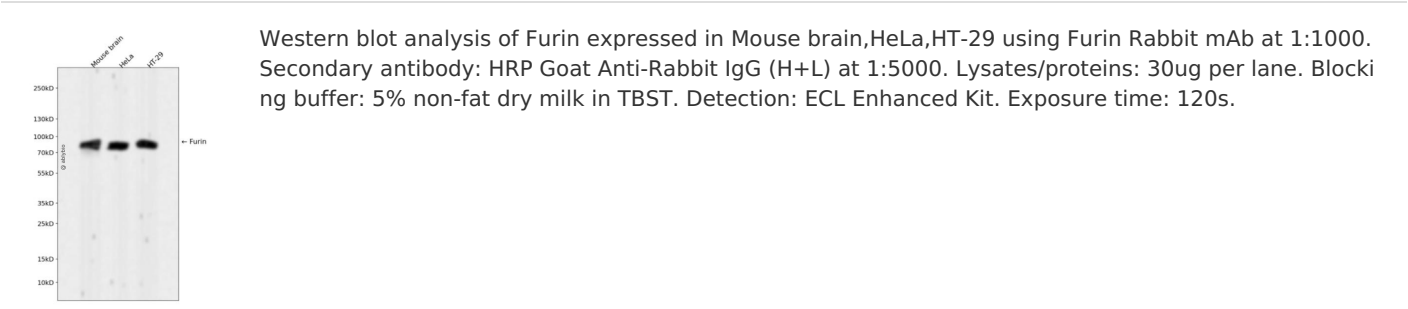 Mouse brain
HeLa
HT-29
250kD
130kD
100kD
70kD
55kD
35kD
25kD
15kD
10kD
← Furin
Western blot analysis of Furin expressed in Mouse brain,HeLa,HT-29 using Furin Rabbit mAb at 1:1000.
Secondary antibody: HRP Goat Anti-Rabbit IgG (H+L) at 1:5000. Lysates/proteins: 30ug per lane. Blocki
ng buffer: 5% non-fat dry milk in TBST. Detection: ECL Enhanced Kit. Exposure time: 120s.